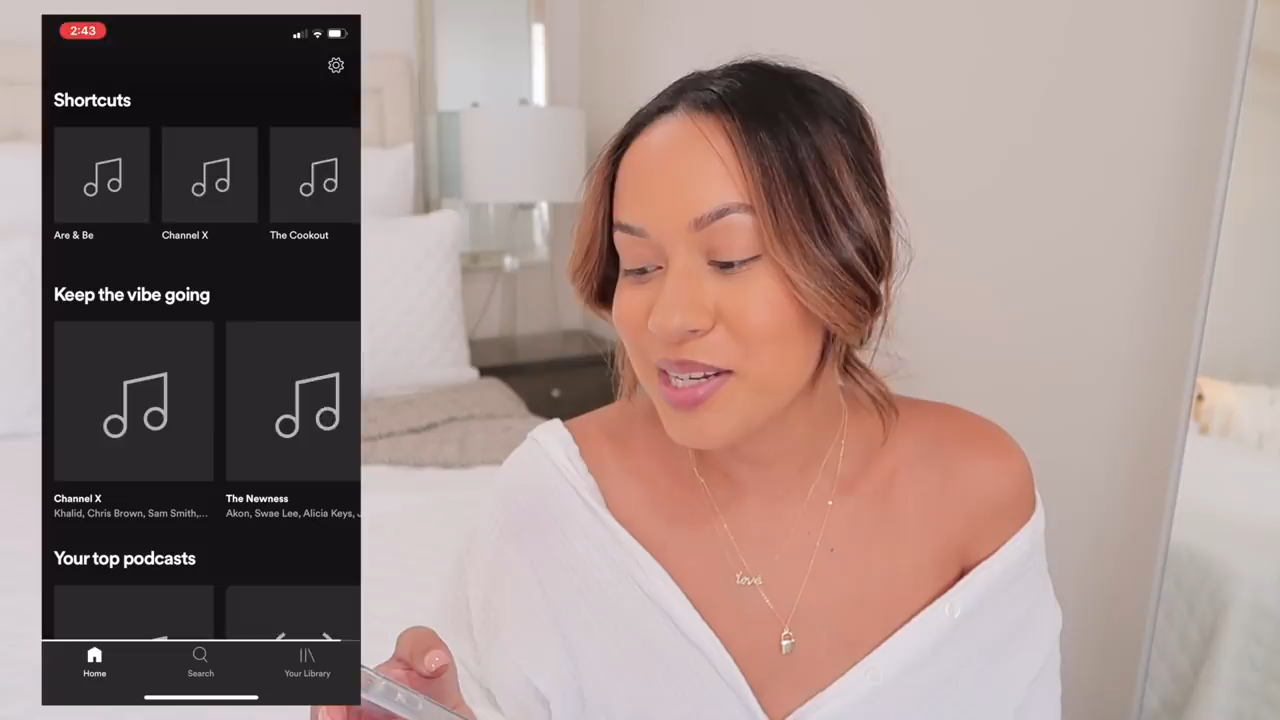 2:43
Shortcuts
Are & Be
Channel X
The Cookout
Keep the vibe going
Channel X
Khalid, Chris Brown, Sam Smith,...
The Newness
Akon, Swae Lee, Alicia Keys, J
Your top podcasts
Home
Search
Your Library
love